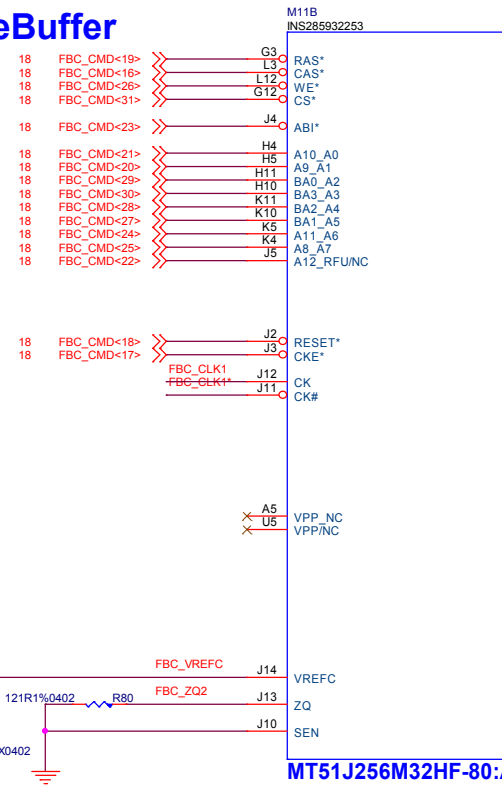 eBuffer
M11B
INS285932253
18 FBC_CMD<19> G3 RAS*
18 FBC_CMD<16> L3 CAS*
18 FBC_CMD<26> L12 WE*
18 FBC_CMD<31> G12 CS*
18 FBC_CMD<23> J4 ABI*
18 FBC_CMD<21> H4 A10_A0
18 FBC_CMD<20> H5 A9_A1
18 FBC_CMD<29> H11 BA0_A2
18 FBC_CMD<30> H10 BA3_A3
18 FBC_CMD<28> K11 BA2_A4
18 FBC_CMD<27> K10 BA1_A5
18 FBC_CMD<24> K5 A11_A6
18 FBC_CMD<25> K4 A8_A7
18 FBC_CMD<22> J5 A12_RFU/NC
18 FBC_CMD<18> J2 RESET*
18 FBC_CMD<17> J3 CKE*
FBC_CLK1 J12 CK
FBC_CLK1* J11 CK#
A5 VPP_NC
U5 VPP/NC
FBC_VREFC J14 VREFC
121R1%0402 R80 FBC_ZQ2 J13 ZQ
J10 SEN
X0402
MT51J256M32HF-80:A